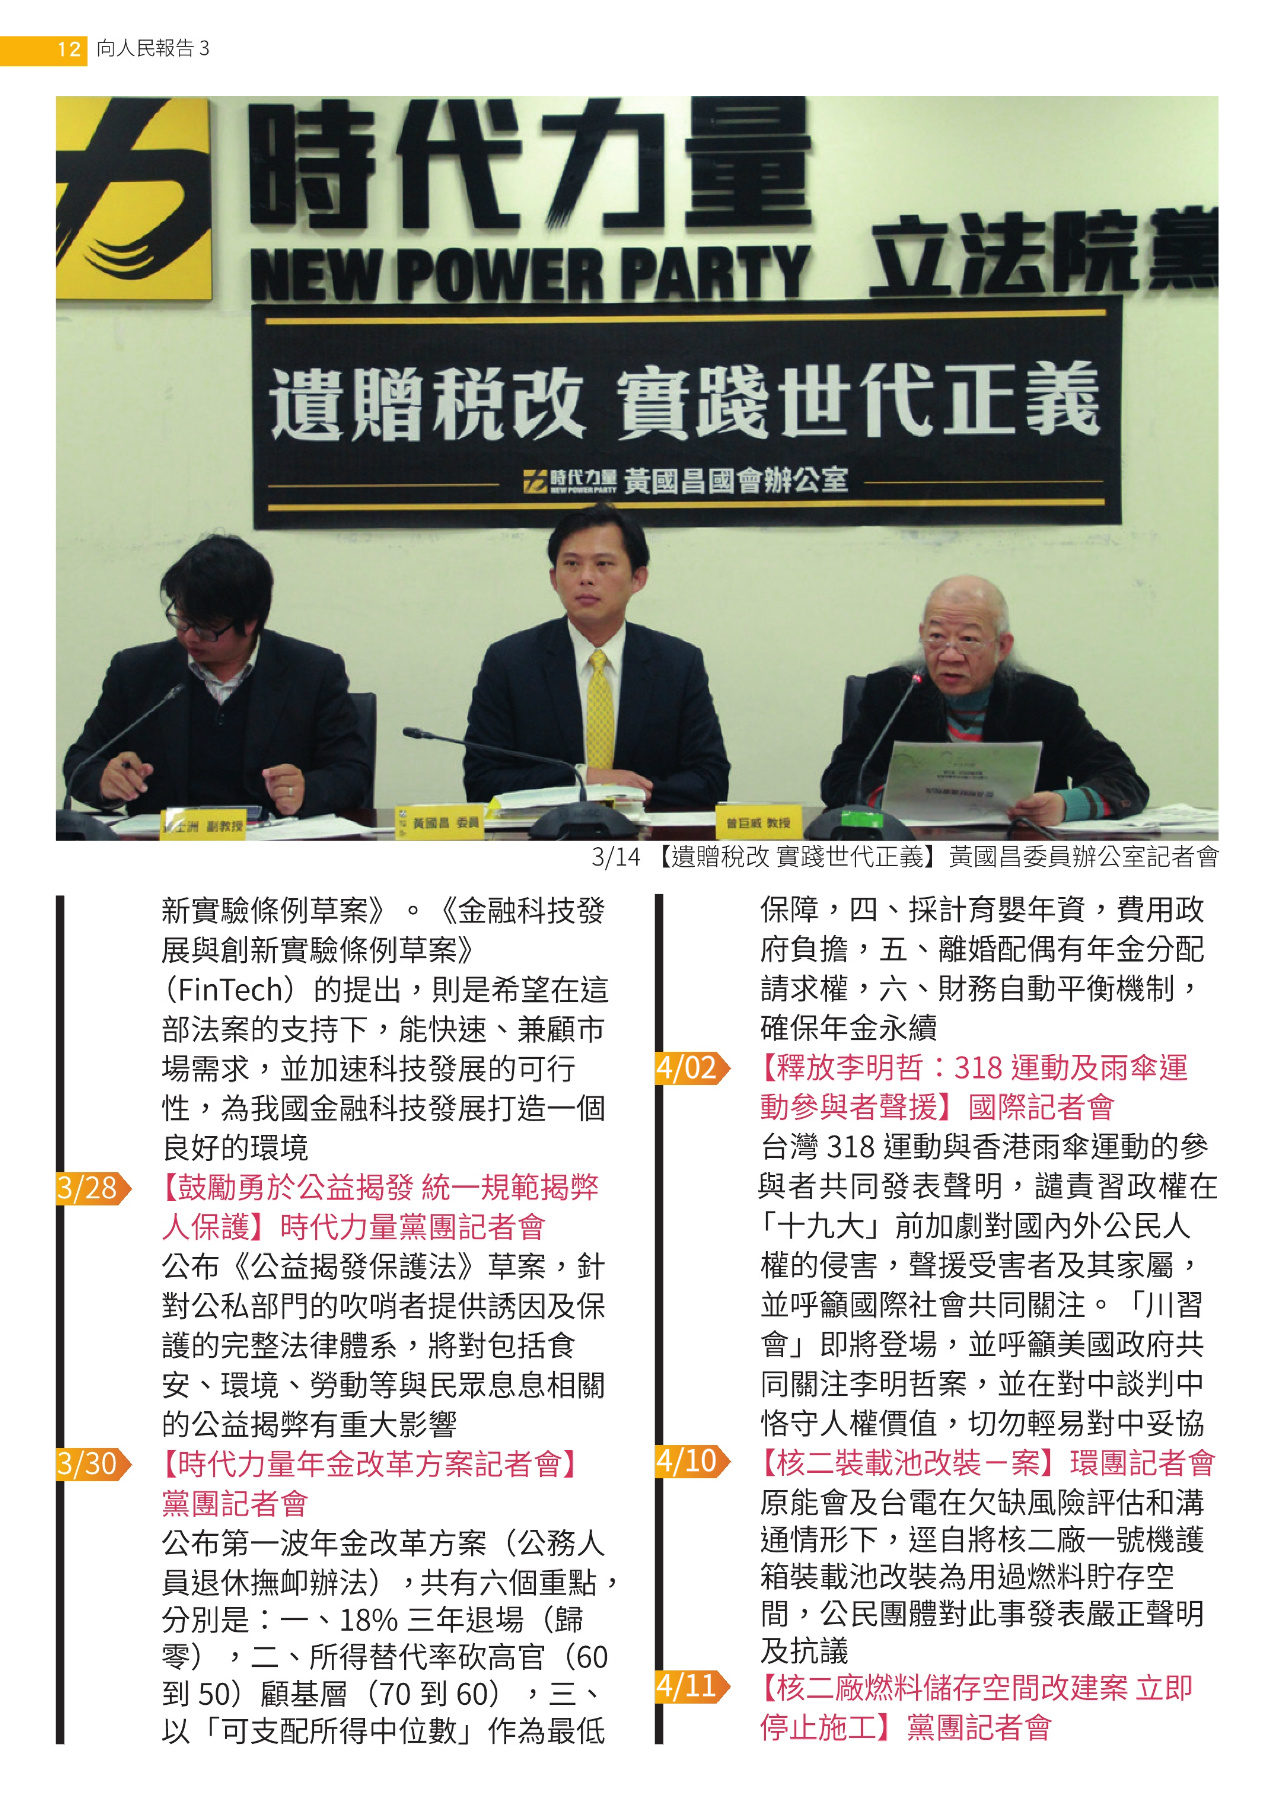 12 向人民報告 3
時代力量
NEW POWER PARTY
立法院黨
遺贈税改 實踐世代正義
時代力量 NEW POWER PARTY 黃國昌國會辦公室
士洲 副教授
黃國昌 委員
曾巨威 教授
3/14 【遺贈稅改 實踐世代正義】黃國昌委員辦公室記者會
新實驗條例草案》。《金融科技發
展與創新實驗條例草案》
（FinTech）的提出，則是希望在這
部法案的支持下，能快速、兼顧市
場需求，並加速科技發展的可行
性，為我國金融科技發展打造一個
良好的環境
3/28 【鼓勵勇於公益揭發 統一規範揭弊
人保護】時代力量黨團記者會
公布《公益揭發保護法》草案，針
對公私部門的吹哨者提供誘因及保
護的完整法律體系，將對包括食
安、環境、勞動等與民眾息息相關
的公益揭弊有重大影響
3/30 【時代力量年金改革方案記者會】
黨團記者會
公布第一波年金改革方案（公務人
員退休撫卹辦法），共有六個重點，
分別是：一、18% 三年退場（歸
零），二、所得替代率砍高官（60
到 50）顧基層（70 到 60），三、
以「可支配所得中位數」作為最低
保障，四、採計育嬰年資，費用政
府負擔，五、離婚配偶有年金分配
請求權，六、財務自動平衡機制，
確保年金永續
4/02 【釋放李明哲：318 運動及雨傘運
動參與者聲援】國際記者會
台灣 318 運動與香港雨傘運動的參
與者共同發表聲明，譴責習政權在
「十九大」前加劇對國內外公民人
權的侵害，聲援受害者及其家屬，
並呼籲國際社會共同關注。「川習
會」即將登場，並呼籲美國政府共
同關注李明哲案，並在對中談判中
恪守人權價值，切勿輕易對中妥協
4/10 【核二裝載池改裝－案】環團記者會
原能會及台電在欠缺風險評估和溝
通情形下，逕自將核二廠一號機護
箱裝載池改裝為用過燃料貯存空
間，公民團體對此事發表嚴正聲明
及抗議
4/11 【核二廠燃料儲存空間改建案 立即
停止施工】黨團記者會